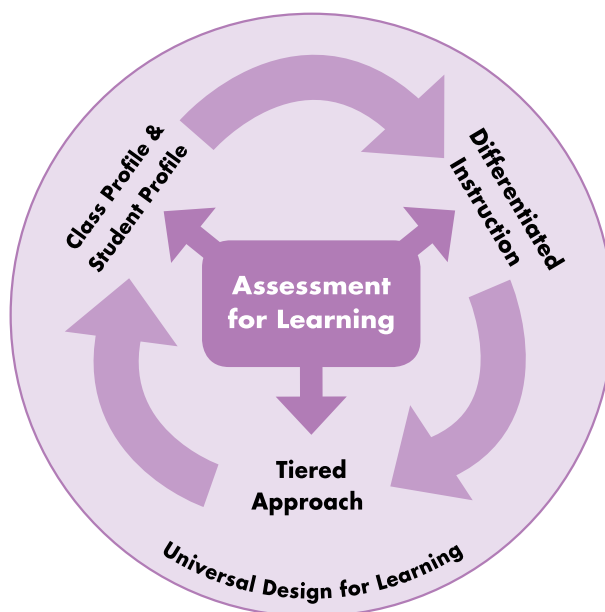 Class Profile &
Student Profile
Differentiated
Instruction
Assessment
for Learning
Tiered
Approach
Universal Design for Learning